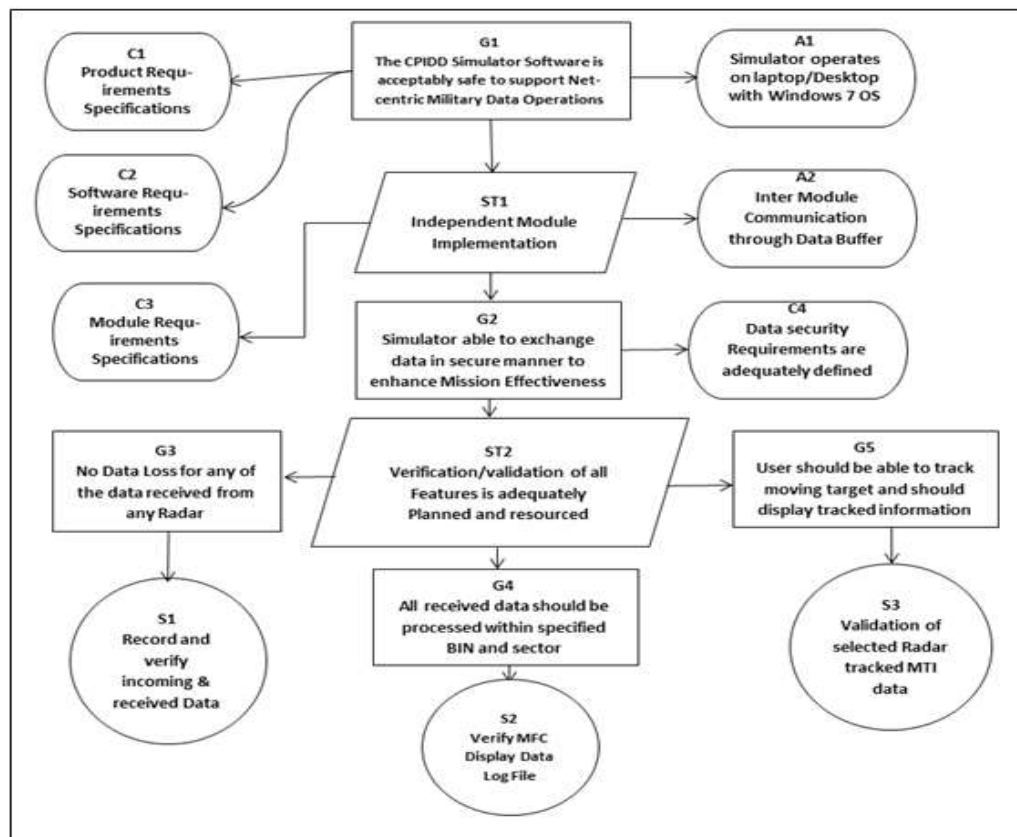 C1
Product Requ-
irements
Specifications
G1
The CPIDD Simulator Software is
acceptably safe to support Net-
centric Military Data Operations
A1
Simulator operates
on laptop/Desktop
with Windows 7 OS
C2
Software Requ-
irements
Specifications
ST1
Independent Module
Implementation
A2
Inter Module
Communication
through Data Buffer
C3
Module Requ-
irements
Specifications
G2
Simulator able to exchange
data in secure manner to
enhance Mission Effectiveness
C4
Data security
Requirements are
adequately defined
G3
No Data Loss for any of
the data received from
any Radar
ST2
Verification/validation of all
Features is adequately
Planned and resourced
G5
User should be able to track
moving target and should
display tracked information
S1
Record and
verify
incoming &
received Data
G4
All received data should be
processed within specified
BIN and sector
S3
Validation of
selected Radar
tracked MTI
data
S2
Verify MFC
Display Data
Log File